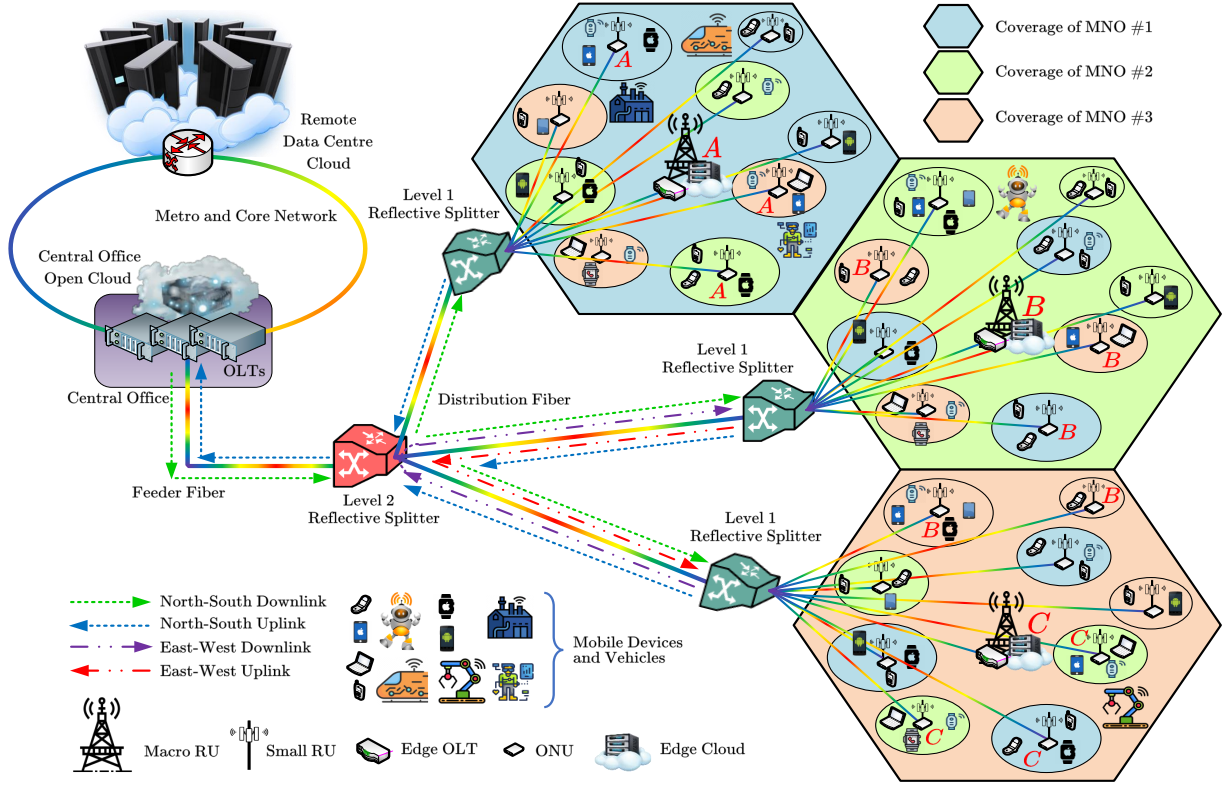 Remote
Data Centre
Cloud
Metro and Core Network
Central Office
Open Cloud
OLTs
Central Office
Feeder Fiber
Level 1
Reflective Splitter
Distribution Fiber
Level 2
Reflective Splitter
Level 1
Reflective Splitter
Level 1
Reflective Splitter
A
A
A
A
B
B
B
B
B
B
C
C
C
C
Coverage of MNO #1
Coverage of MNO #2
Coverage of MNO #3
North-South Downlink
North-South Uplink
East-West Downlink
East-West Uplink
Mobile Devices
and Vehicles
Macro RU
Small RU
Edge OLT
ONU
Edge Cloud